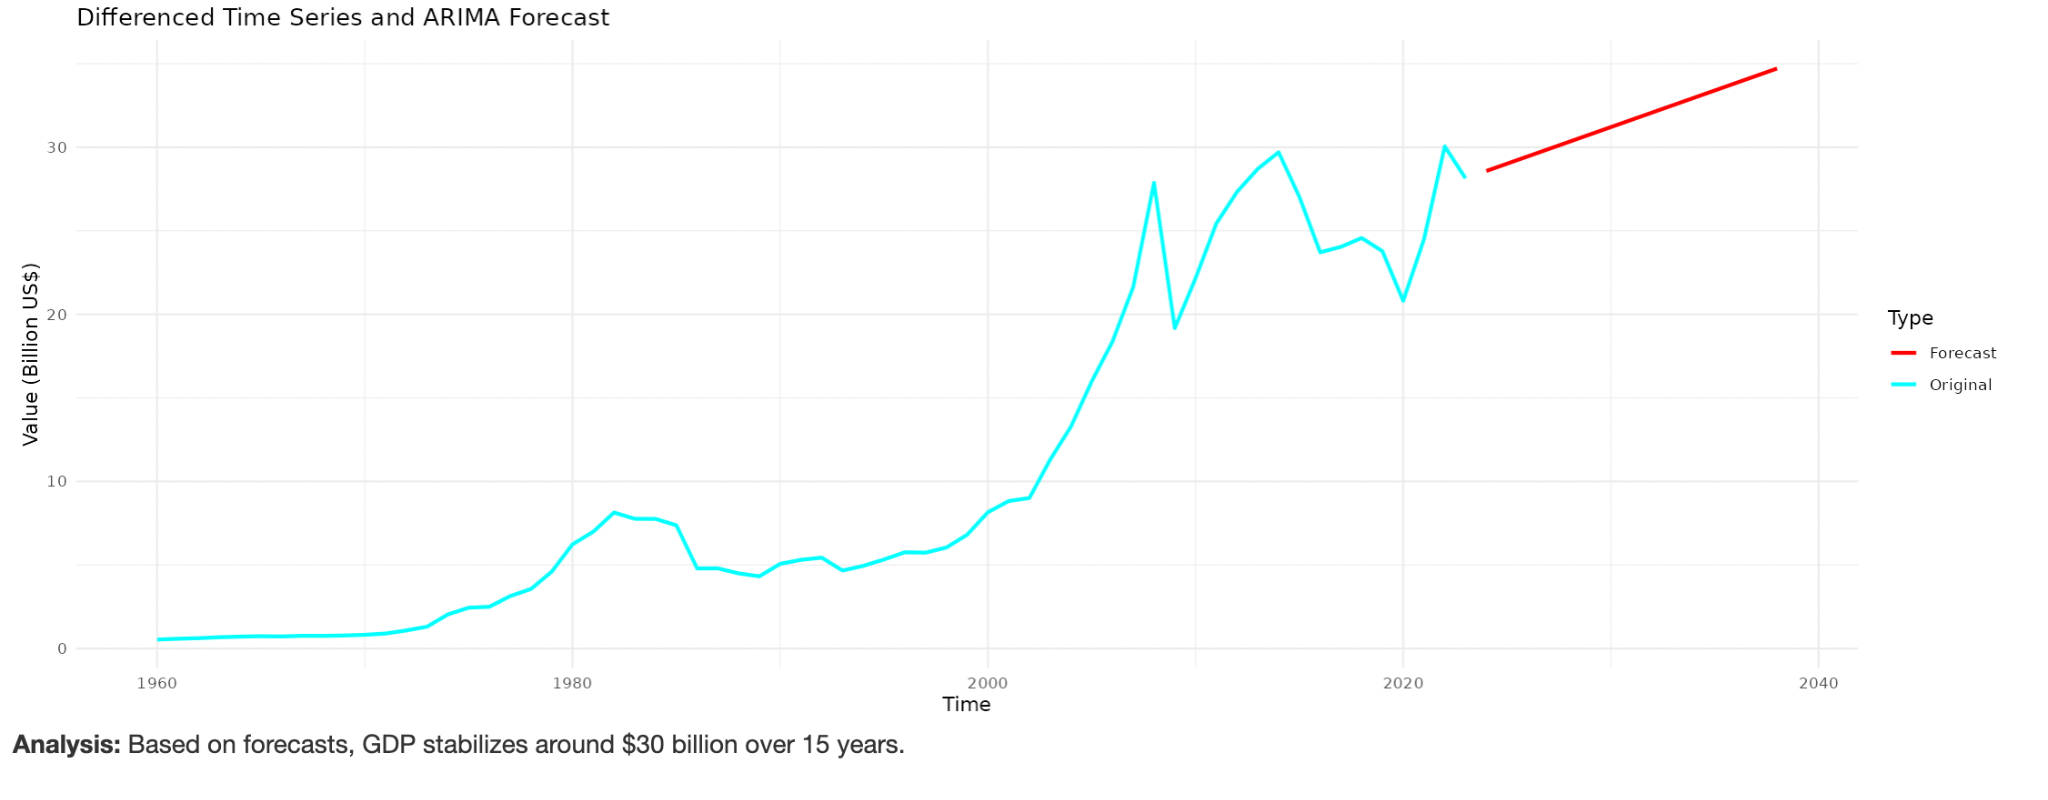 Differenced Time Series and ARIMA Forecast
Value (Billion US$)
30
20
10
0
1960 1980 2000 2020 2040
Time
Type
Forecast
Original
Analysis: Based on forecasts, GDP stabilizes around $30 billion over 15 years.